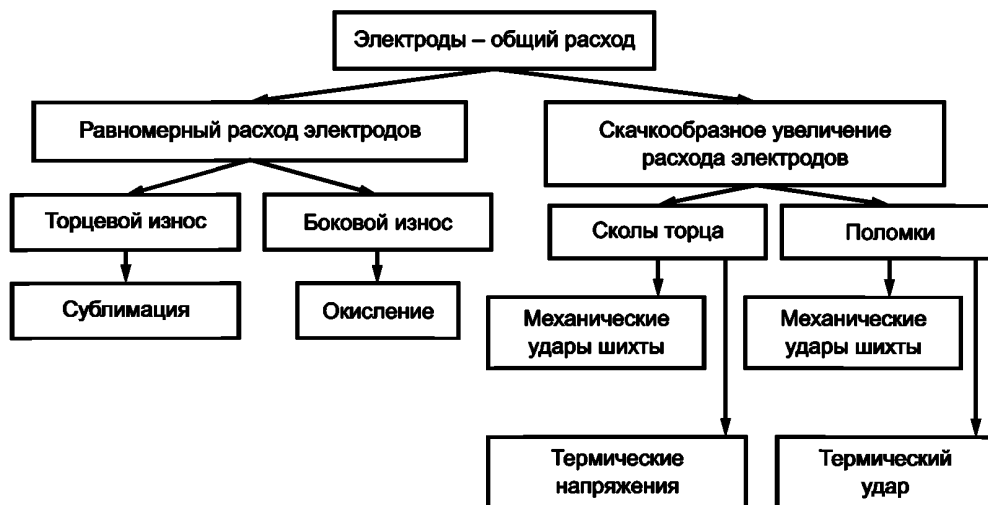 Электроды – общий расход
Равномерный расход электродов
Скачкообразное увеличение
расхода электродов
Торцевой износ
Боковой износ
Сколы торца
Поломки
Сублимация
Окисление
Механические
удары шихты
Механические
удары шихты
Термические
напряжения
Термический
удар